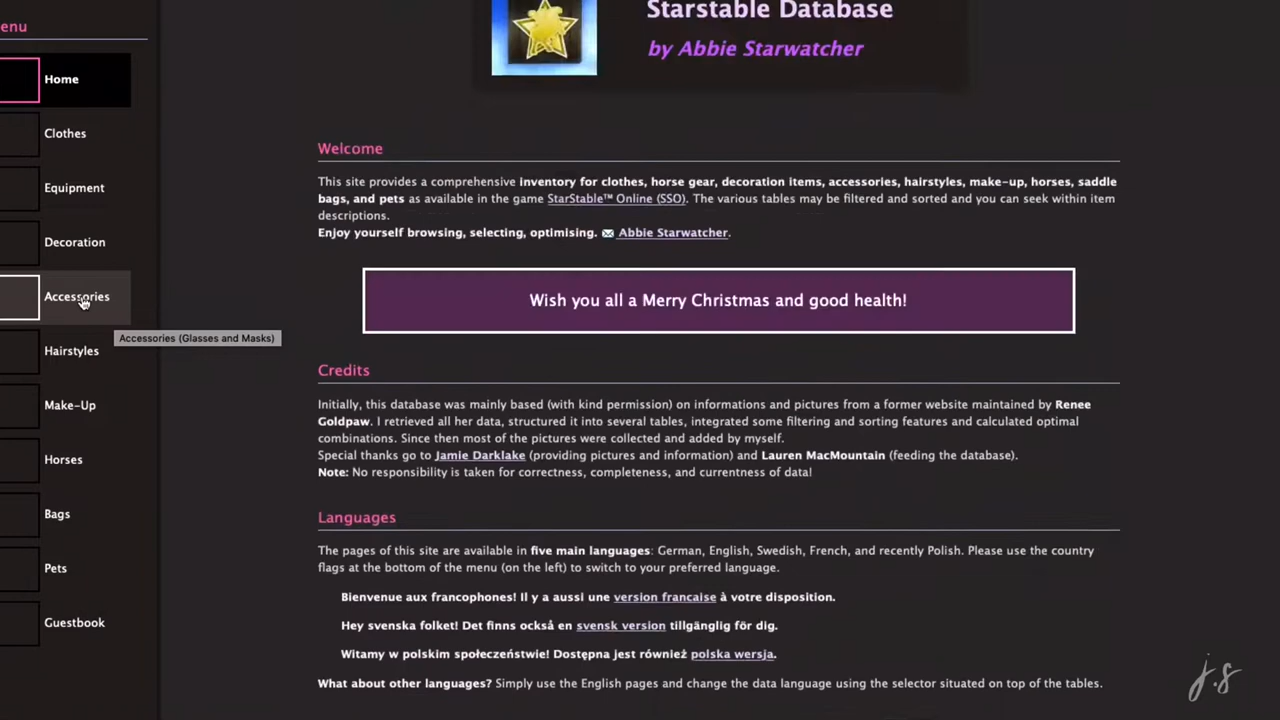 Starstable Database
by Abbie Starwatcher
enu
Home
Clothes
Equipment
Decoration
Accessories
Accessories (Glasses and Masks)
Hairstyles
Make-Up
Horses
Bags
Pets
Guestbook
Welcome
This site provides a comprehensive inventory for clothes, horse gear, decoration items, accessories, hairstyles, make-up, horses, saddle
bags, and pets as available in the game StarStable™ Online (SSO). The various tables may be filtered and sorted and you can seek within item
descriptions.
Enjoy yourself browsing, selecting, optimising. Abbie Starwatcher.
Wish you all a Merry Christmas and good health!
Credits
Initially, this database was mainly based (with kind permission) on informations and pictures from a former website maintained by Renee
Goldpaw. I retrieved all her data, structured it into several tables, integrated some filtering and sorting features and calculated optimal
combinations. Since then most of the pictures were collected and added by myself.
Special thanks go to Jamie Darklake (providing pictures and information) and Lauren MacMountain (feeding the database).
Note: No responsibility is taken for correctness, completeness, and currentness of data!
Languages
The pages of this site are available in five main languages: German, English, Swedish, French, and recently Polish. Please use the country
flags at the bottom of the menu (on the left) to switch to your preferred language.
Bienvenue aux francophones! Il y a aussi une version francaise à votre disposition.
Hey svenska folket! Det finns också en svensk version tillgänglig för dig.
Witamy w polskim społeczeństwie! Dostępna jest również polska wersja.
What about other languages? Simply use the English pages and change the data language using the selector situated on top of the tables.
j.s